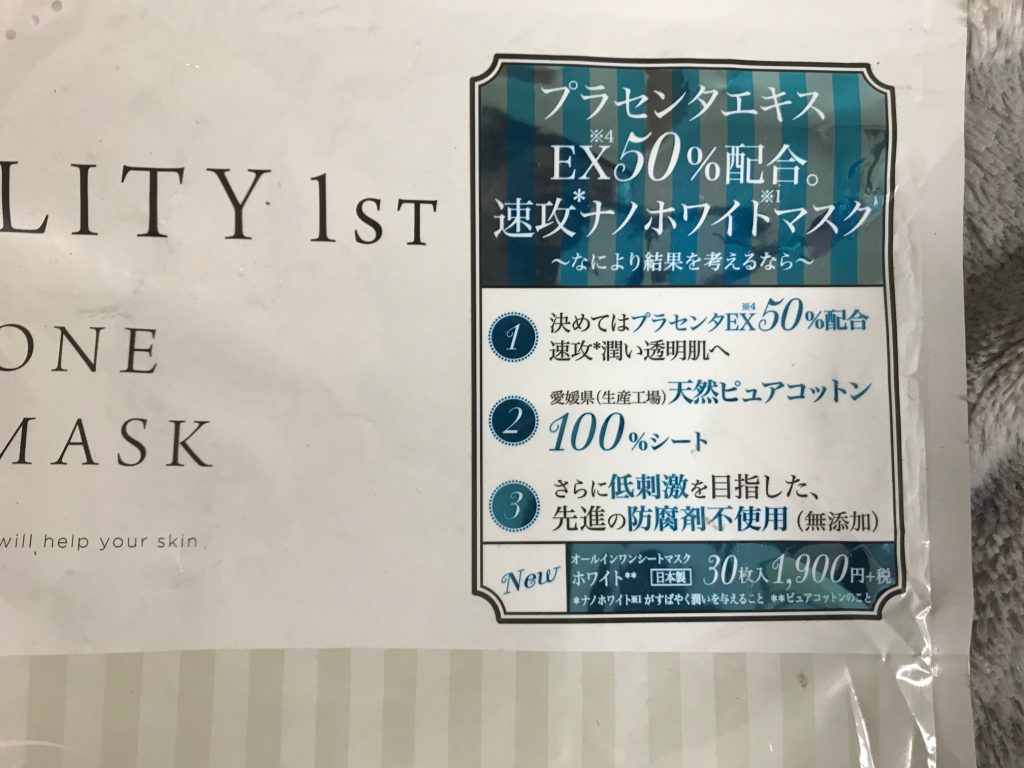 LITY 1ST
ONE
MASK
will help your skin
プラセンタエキス
EX※4 50%配合。
速攻*ナノホワイト※1マスク
〜なにより結果を考えるなら〜
1 決めてはプラセンタEX※4 50%配合
速攻*潤い透明肌へ
2 愛媛県(生産工場)天然ピュアコットン
100%シート
3 さらに低刺激を目指した、
先進の防腐剤不使用(無添加)
New
オールインワンシートマスク
ホワイト** 日本製 30枚入 1,900円+税
*ナノホワイト※1がすばやく潤いを与えること **ピュアコットンのこと